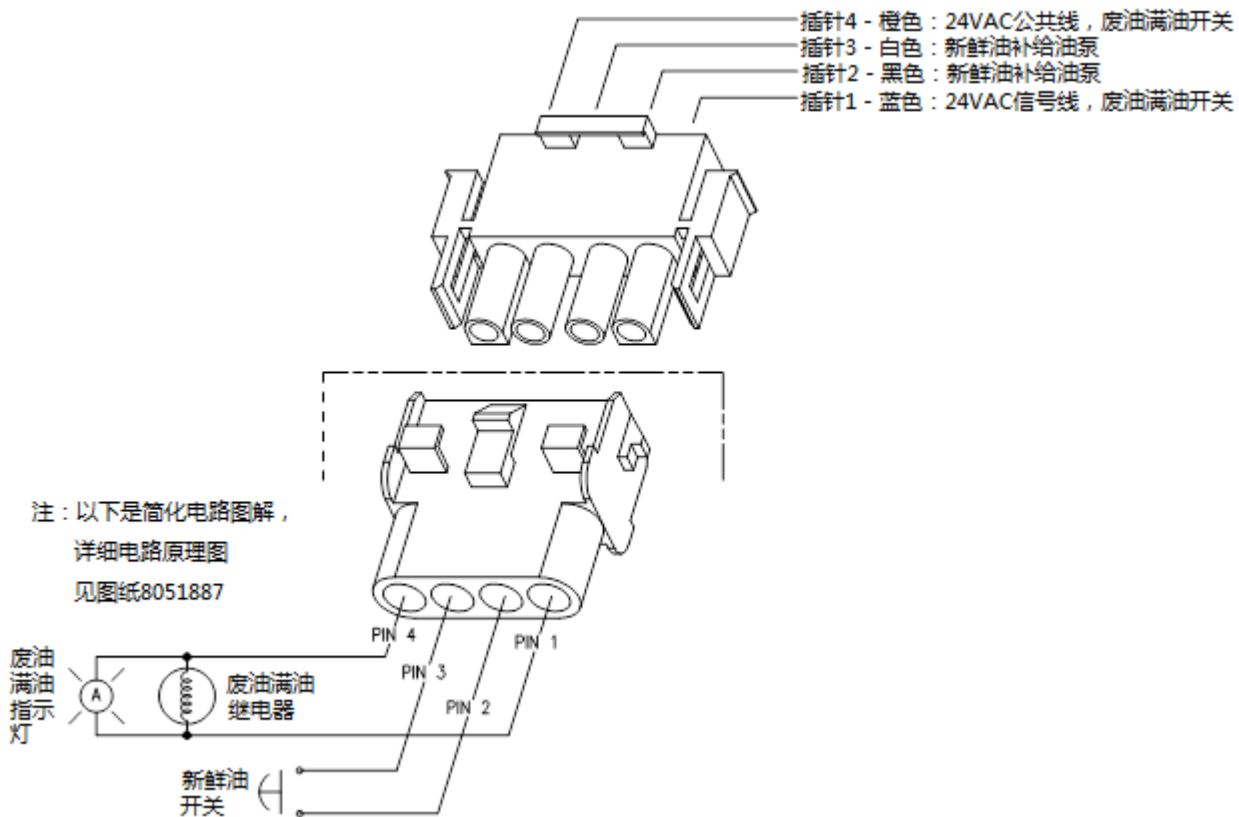 插针4 - 橙色：24VAC公共线，废油满油开关
插针3 - 白色：新鲜油补给油泵
插针2 - 黑色：新鲜油补给油泵
插针1 - 蓝色：24VAC信号线，废油满油开关
注：以下是简化电路图解，
详细电路原理图
见图纸8051887
PIN 4
PIN 1
PIN 3
PIN 2
废油
满油
指示
灯
A
废油满油
继电器
新鲜油
开关